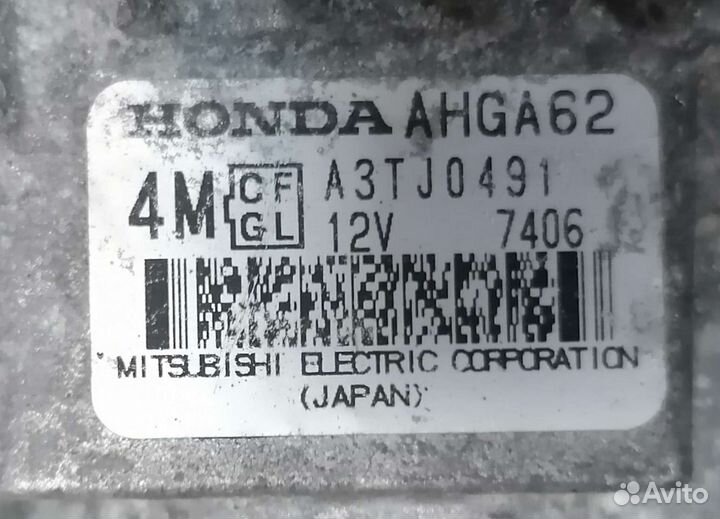 HONDA AHGA62
4M CF GL A3TJ0491
12V 7406
MITSUBISHI ELECTRIC CORPORATION
(JAPAN)
Avito